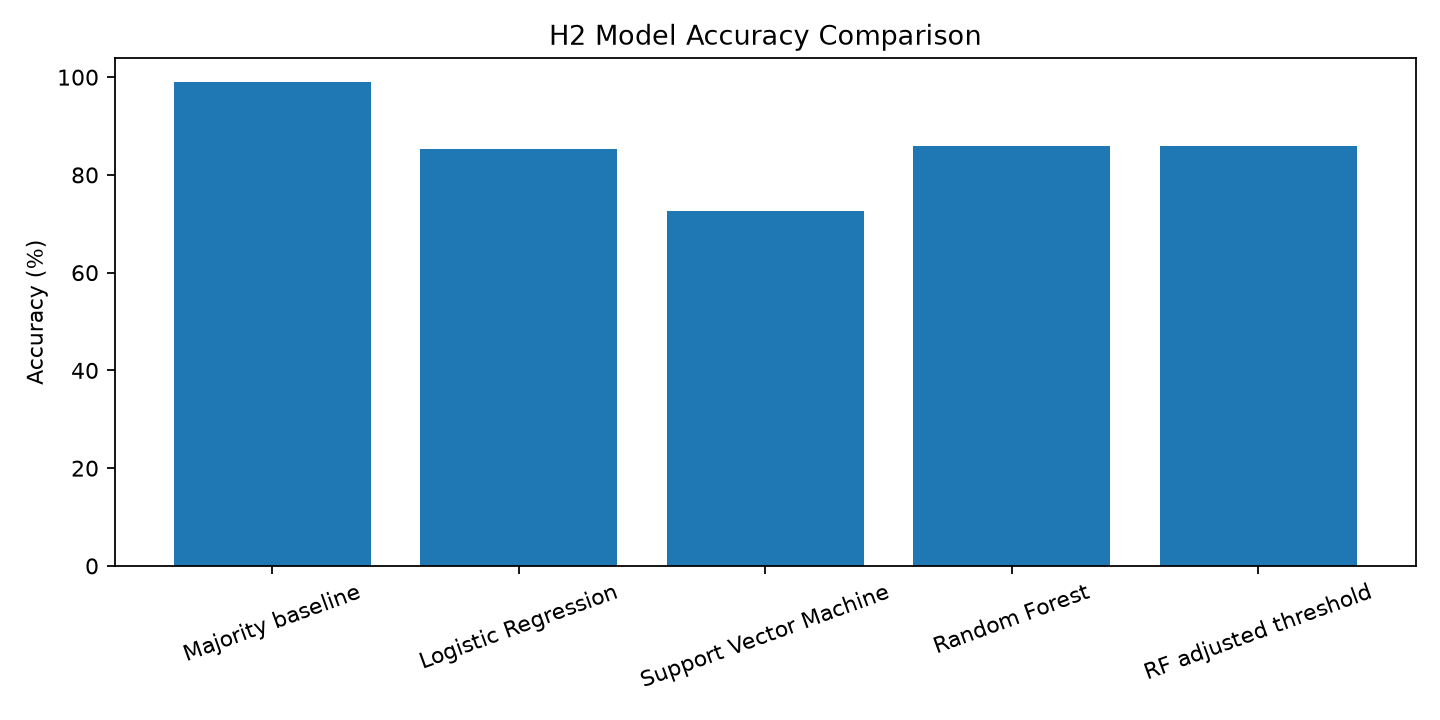 H2 Model Accuracy Comparison
Accuracy (%)
100
80
60
40
20
0
Majority baseline
Logistic Regression
Support Vector Machine
Random Forest
RF adjusted threshold